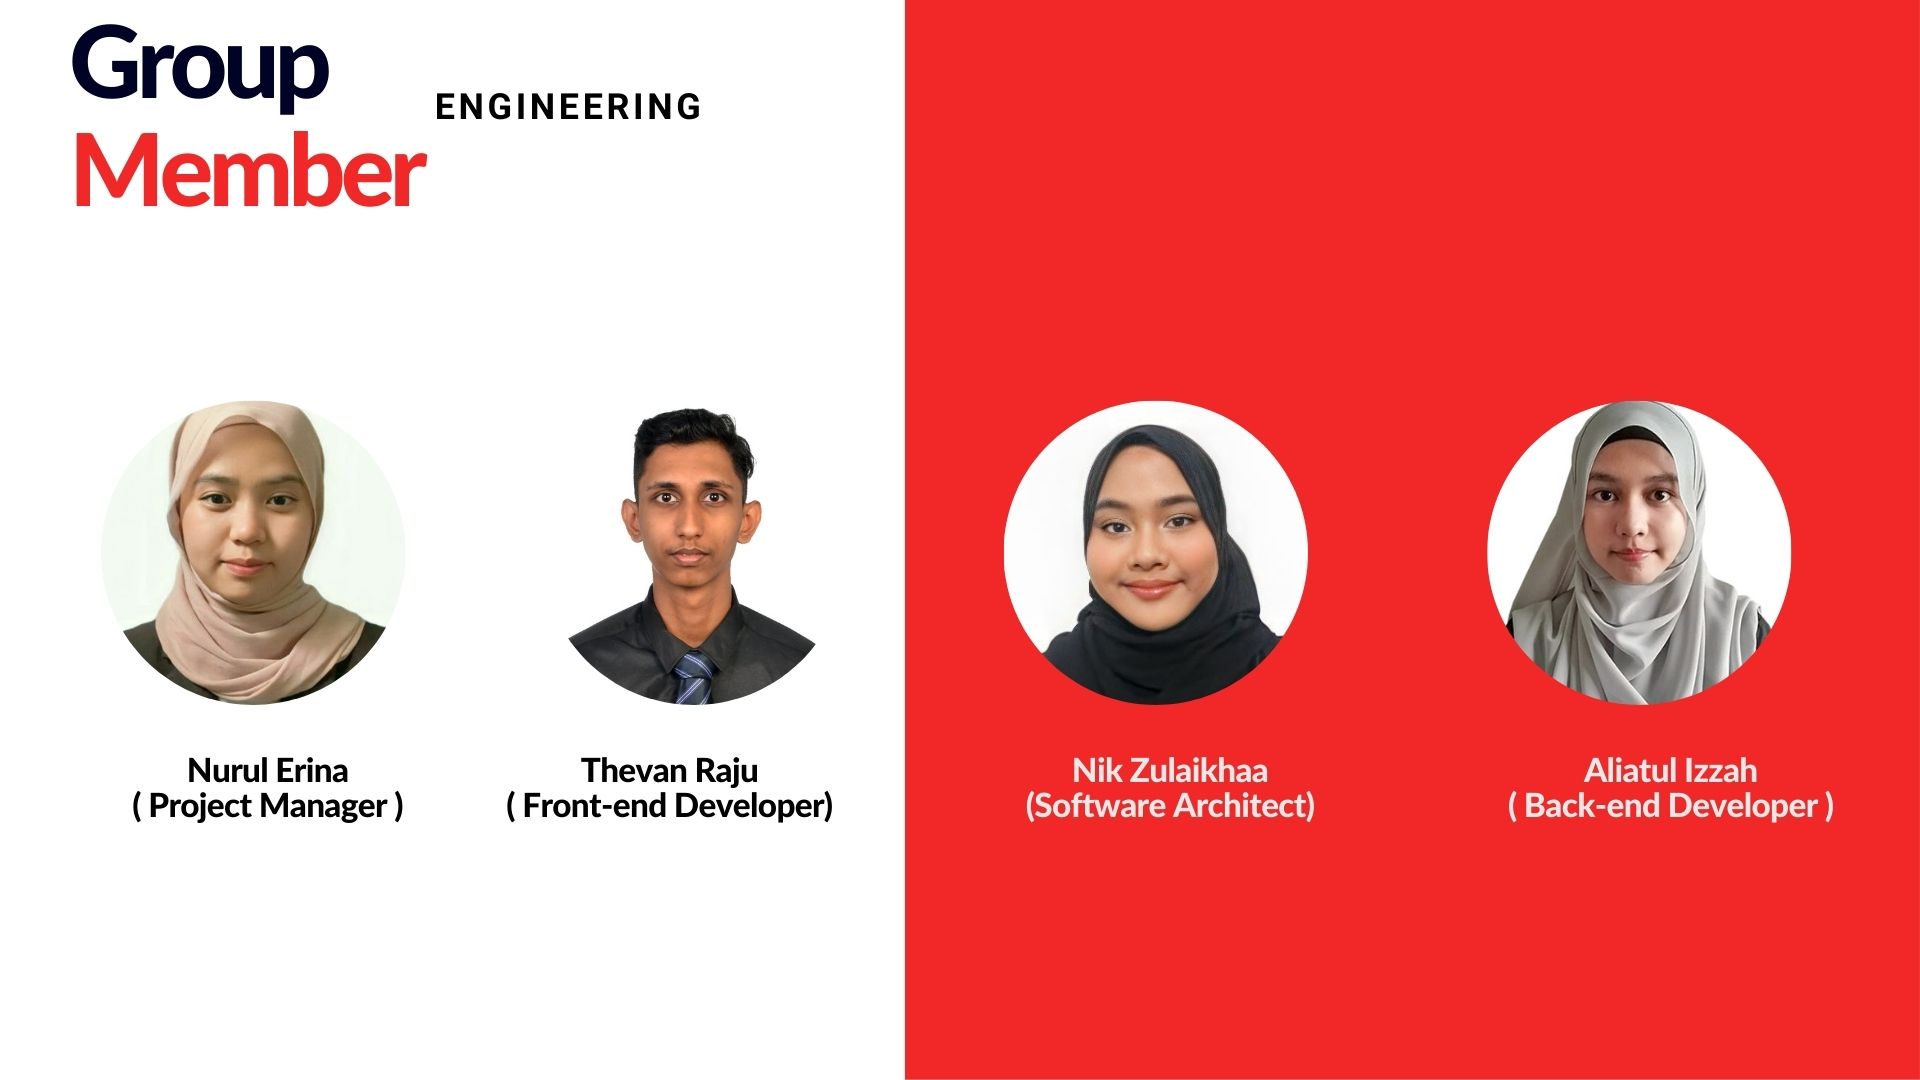 Group
Member
ENGINEERING
Nurul Erina
( Project Manager )
Thevan Raju
( Front-end Developer)
Nik Zulaikhaa
(Software Architect)
Aliatul Izzah
( Back-end Developer )